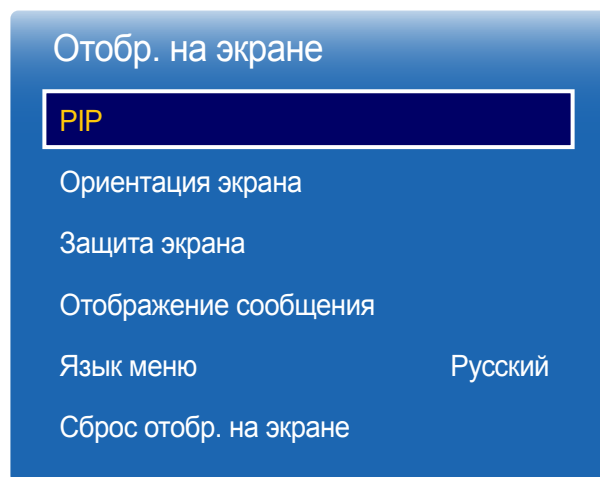 Отобр. на экране
PIP
Ориентация экрана
Защита экрана
Отображение сообщения
Язык меню Русский
Сброс отобр. на экране